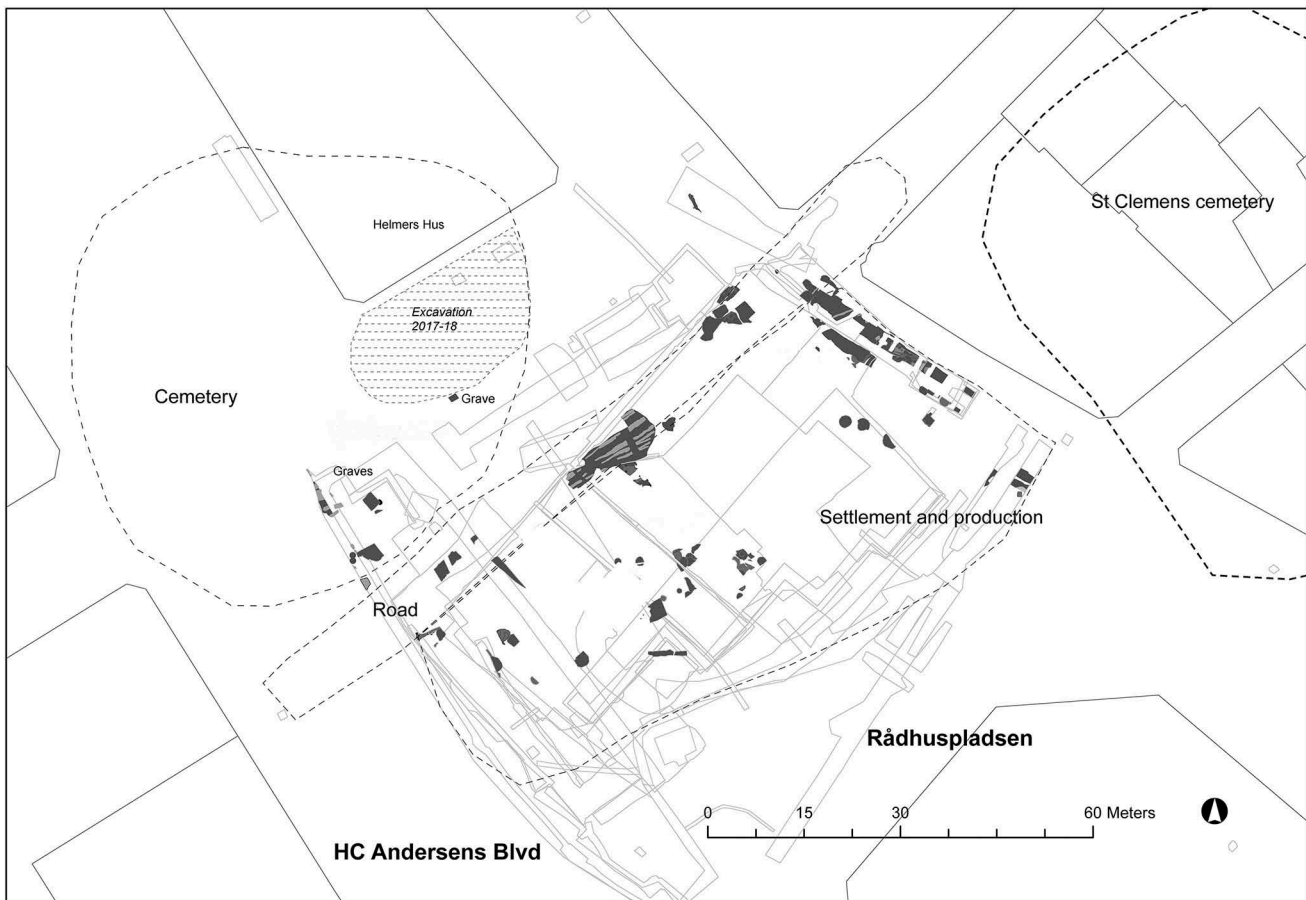 St Clemens cemetery
Helmers Hus
Excavation
2017-18
Cemetery
Grave
Graves
Settlement and production
Road
Rådhuspladsen
0 15 30 60 Meters
HC Andersens Blvd